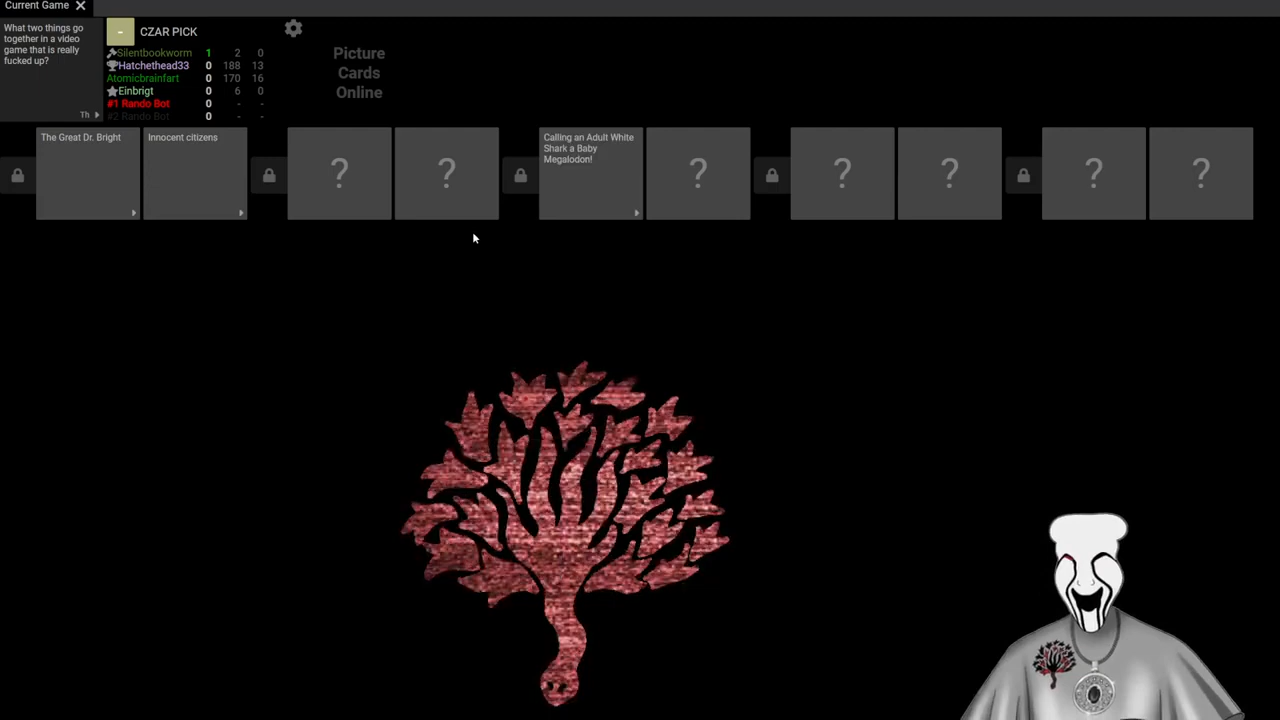 Current Game
What two things go
together in a video
game that is really
fucked up?
Th
-
CZAR PICK
Silentbookworm 1 2 0
Hatchethead33 0 188 13
Atomicbrainfart 0 170 16
Einbrigt 0 6 0
#1 Rando Bot 0 - -
#2 Rando Bot 0 - -
Picture
Cards
Online
The Great Dr. Bright
Innocent citizens
?
?
Calling an Adult White
Shark a Baby
Megalodon!
?
?
?
?
?